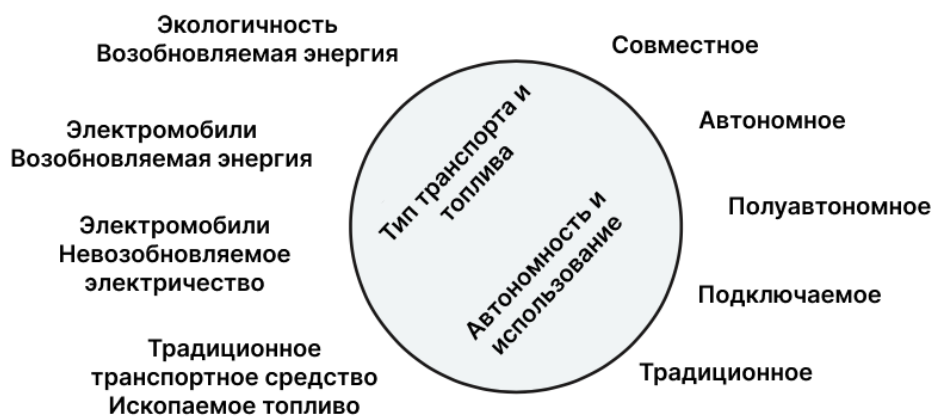 Экологичность
Возобновляемая энергия
Электромобили
Возобновляемая энергия
Электромобили
Невозобновляемое
электричество
Традиционное
транспортное средство
Ископаемое топливо
Тип транспорта и
топлива
Автономность и
использование
Совместное
Автономное
Полуавтономное
Подключаемое
Традиционное